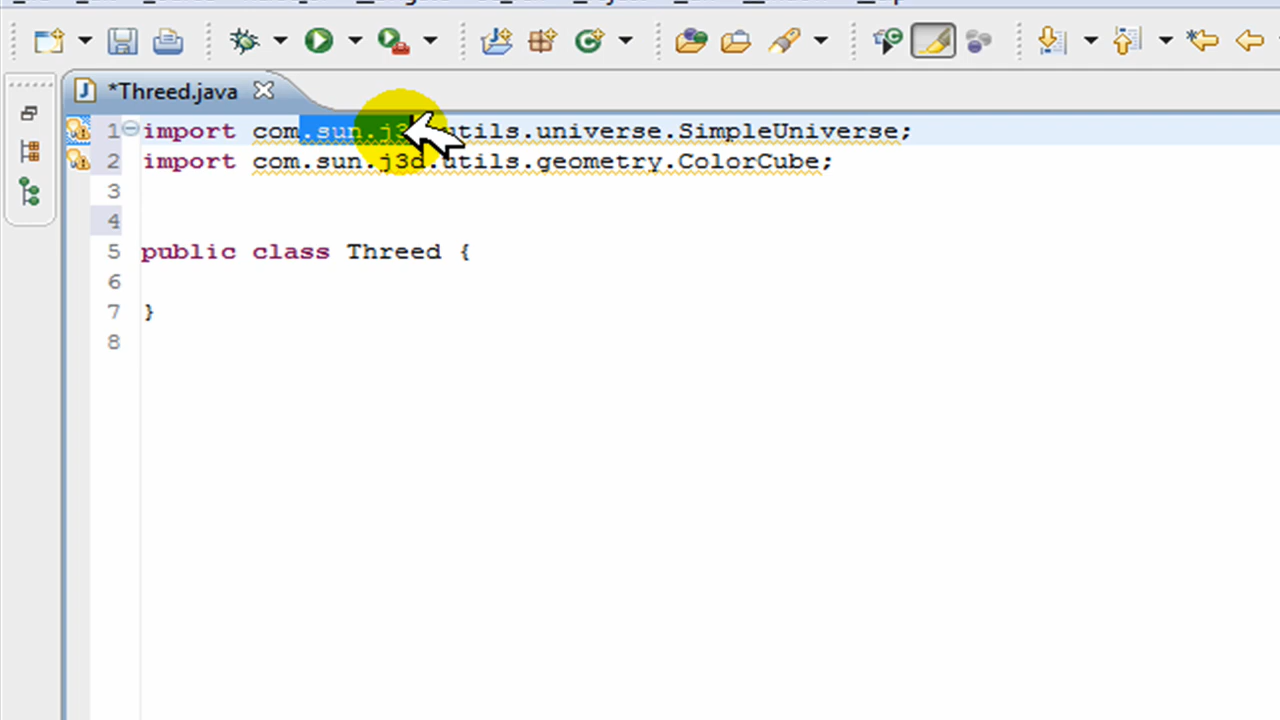 *Threed.java
1 import com.sun.j3d.utils.universe.SimpleUniverse;
2 import com.sun.j3d.utils.geometry.ColorCube;
3
4
5 public class Threed {
6
7 }
8